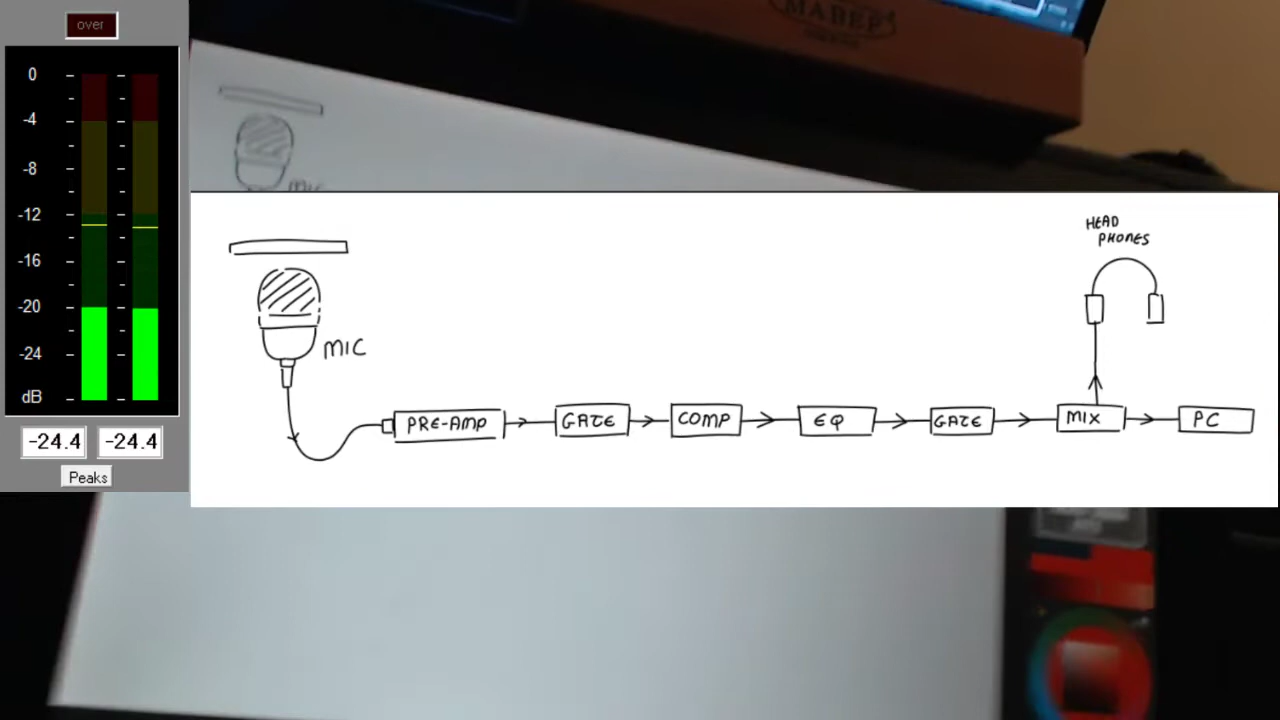 over
0
-4
-8
-12
-16
-20
-24
dB
-24.4 -24.4
Peaks
MABEF
MIC
HEAD
PHONES
PRE-AMP
GATE
COMP
EQ
GATE
MIX
PC